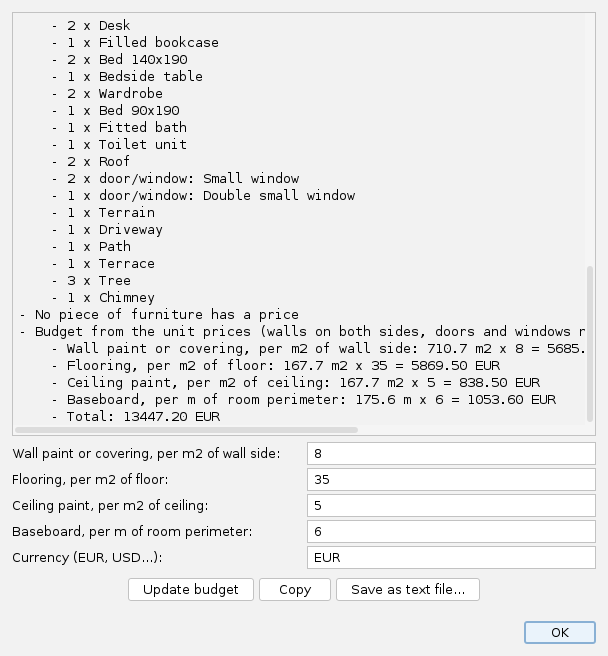 - 2 x Desk
- 1 x Filled bookcase
- 2 x Bed 140x190
- 1 x Bedside table
- 2 x Wardrobe
- 1 x Bed 90x190
- 1 x Fitted bath
- 1 x Toilet unit
- 2 x Roof
- 2 x door/window: Small window
- 1 x door/window: Double small window
- 1 x Terrain
- 1 x Driveway
- 1 x Path
- 1 x Terrace
- 3 x Tree
- 1 x Chimney
- No piece of furniture has a price
- Budget from the unit prices (walls on both sides, doors and windows r
- Wall paint or covering, per m2 of wall side: 710.7 m2 x 8 = 5685.
- Flooring, per m2 of floor: 167.7 m2 x 35 = 5869.50 EUR
- Ceiling paint, per m2 of ceiling: 167.7 m2 x 5 = 838.50 EUR
- Baseboard, per m of room perimeter: 175.6 m x 6 = 1053.60 EUR
- Total: 13447.20 EUR
Wall paint or covering, per m2 of wall side: 8
Flooring, per m2 of floor: 35
Ceiling paint, per m2 of ceiling: 5
Baseboard, per m of room perimeter: 6
Currency (EUR, USD...): EUR
Update budget Copy Save as text file...
OK